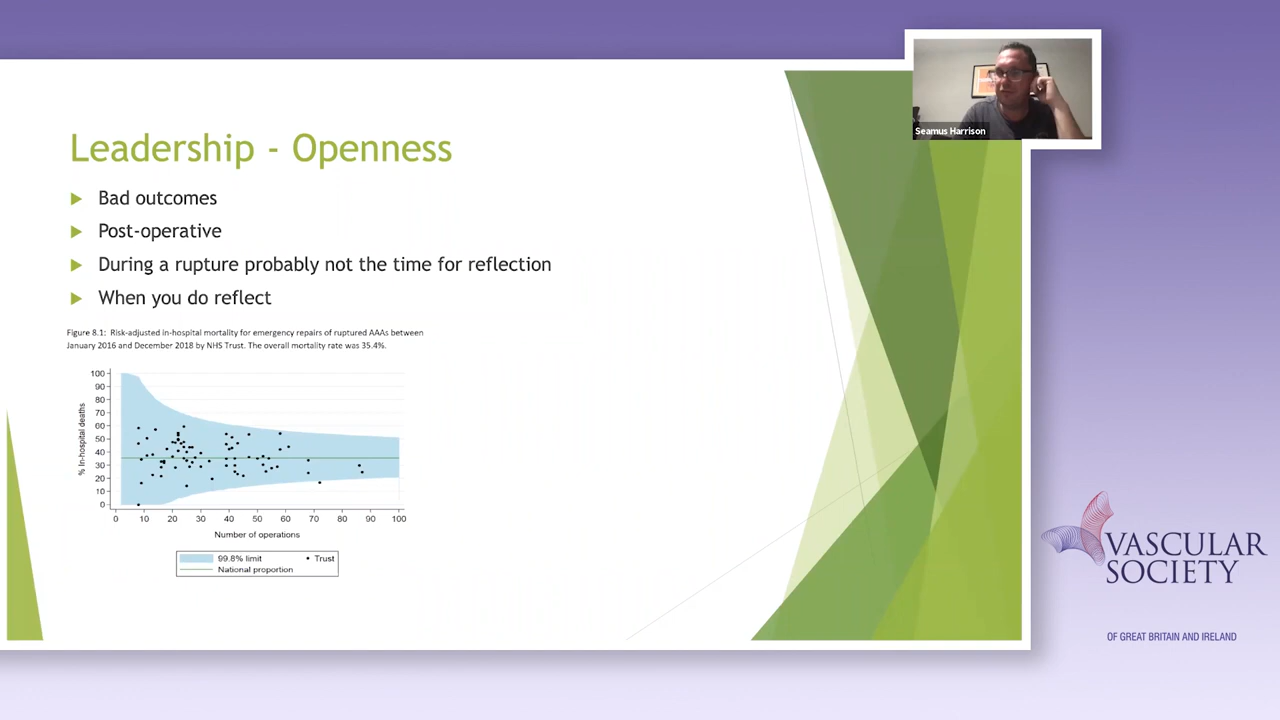 Seamus Harrison
Leadership - Openness
Bad outcomes
Post-operative
During a rupture probably not the time for reflection
When you do reflect
Figure 8.1: Risk-adjusted in-hospital mortality for emergency repairs of ruptured AAAs between
January 2016 and December 2018 by NHS Trust. The overall mortality rate was 35.4%.
% In-hospital deaths
100
90
80
70
60
50
40
30
20
10
0
0 10 20 30 40 50 60 70 80 90 100
Number of operations
99.8% limit • Trust
National proportion
VASCULAR
SOCIETY
OF GREAT BRITAIN AND IRELAND